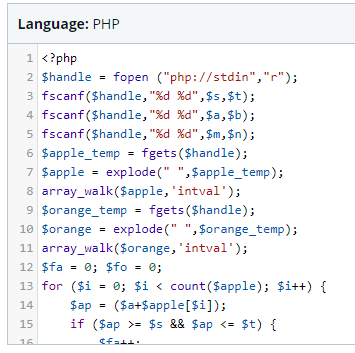 Language: PHP
1 <?php
2 $handle = fopen ("php://stdin","r");
3 fscanf($handle,"%d %d",$s,$t);
4 fscanf($handle,"%d %d",$a,$b);
5 fscanf($handle,"%d %d",$m,$n);
6 $apple_temp = fgets($handle);
7 $apple = explode(" ",$apple_temp);
8 array_walk($apple,'intval');
9 $orange_temp = fgets($handle);
10 $orange = explode(" ",$orange_temp);
11 array_walk($orange,'intval');
12 $fa = 0; $fo = 0;
13 for ($i = 0; $i < count($apple); $i++) {
14     $ap = ($a+$apple[$i]);
15     if ($ap >= $s && $ap <= $t) {
16         $fa++;